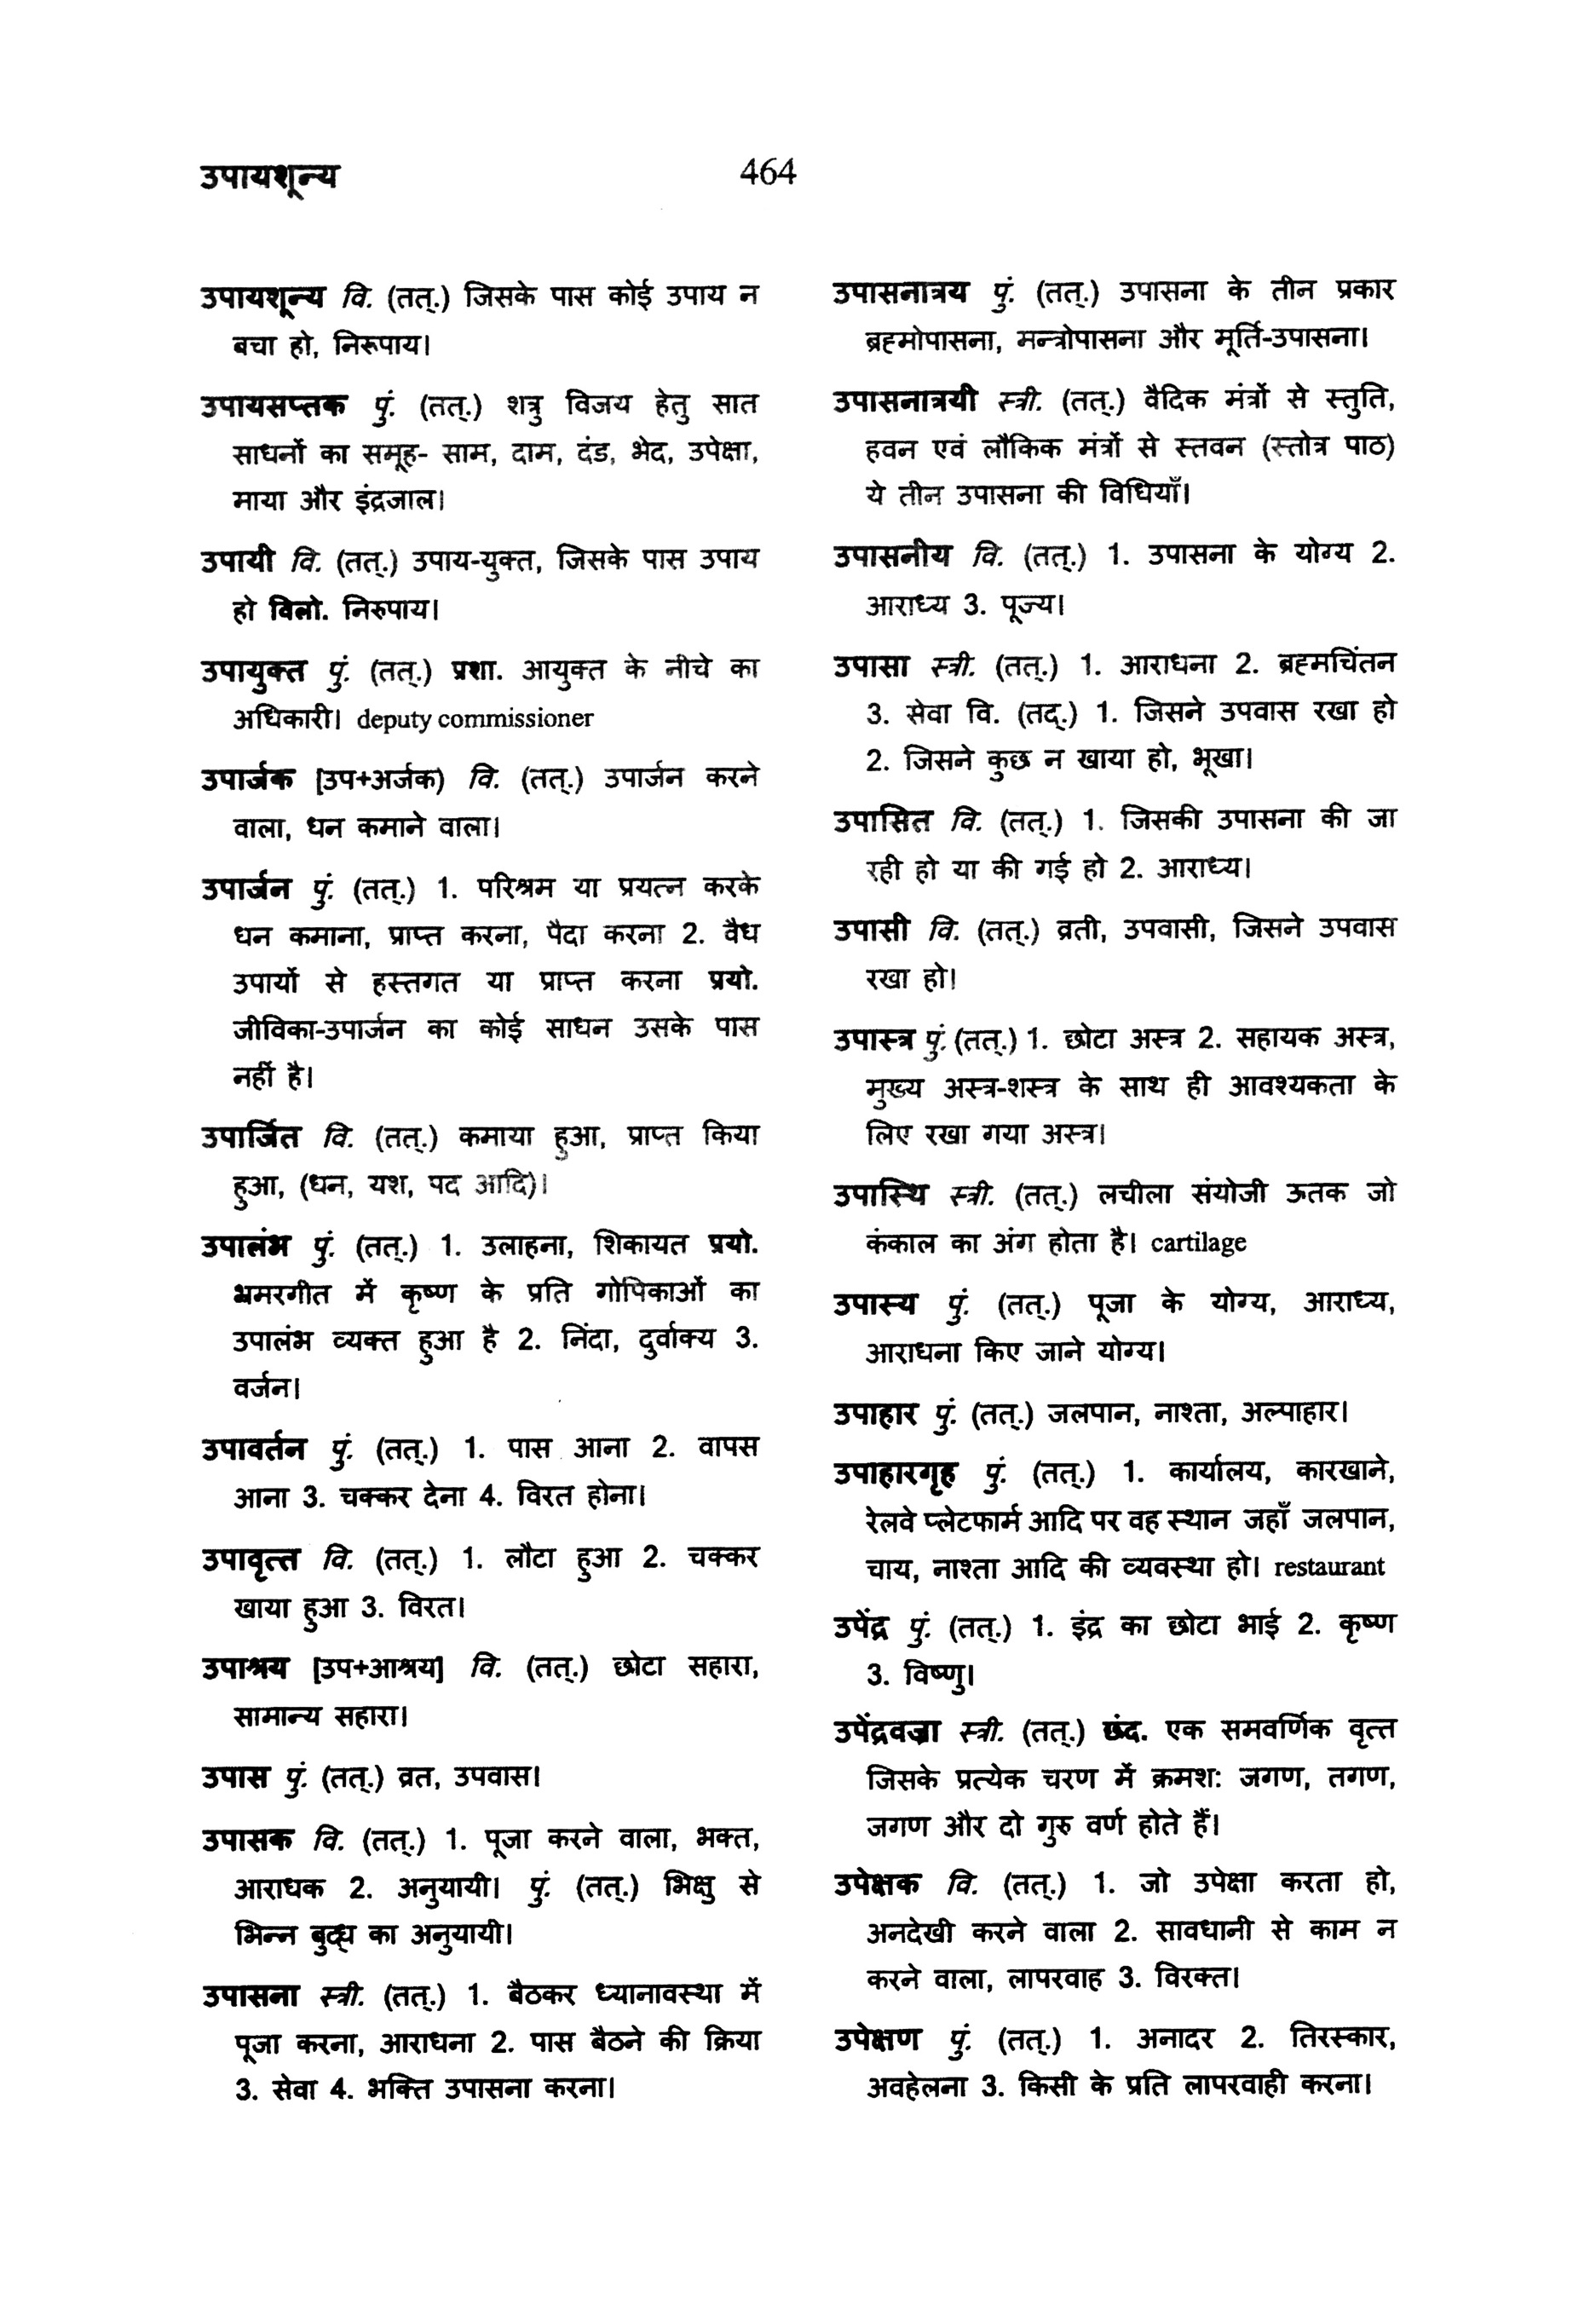 उपायशून्य
464
उपायशून्य वि. (तत्.) जिसके पास कोई उपाय न
बचा हो, निरूपाय।
उपायसप्तक पुं. (तत्.) शत्रु विजय हेतु सात
साधनों का समूह- साम, दाम, दंड, भेद, उपेक्षा,
माया और इंद्रजाल।
उपायी वि. (तत्.) उपाय-युक्त, जिसके पास उपाय
हो विलो. निरुपाय।
उपायुक्त पुं. (तत्.) प्रशा. आयुक्त के नीचे का
अधिकारी। deputy commissioner
उपार्जक [उप+अर्जक) वि. (तत्.) उपार्जन करने
वाला, धन कमाने वाला।
उपार्जन पुं. (तत्.) 1. परिश्रम या प्रयत्न करके
धन कमाना, प्राप्त करना, पैदा करना 2. वैध
उपायों से हस्तगत या प्राप्त करना प्रयो.
जीविका-उपार्जन का कोई साधन उसके पास
नहीं है।
उपार्जित वि. (तत्.) कमाया हुआ, प्राप्त किया
हुआ, (धन, यश, पद आदि)।
उपालंभ पुं. (तत्.) 1. उलाहना, शिकायत प्रयो.
भ्रमरगीत में कृष्ण के प्रति गोपिकाओं का
उपालंभ व्यक्त हुआ है 2. निंदा, दुर्वाक्य 3.
वर्जन।
उपावर्तन पुं. (तत्.) 1. पास आना 2. वापस
आना 3. चक्कर देना 4. विरत होना।
उपावृत्त वि. (तत्.) 1. लौटा हुआ 2. चक्कर
खाया हुआ 3. विरत।
उपाश्रय [उप+आश्रय] वि. (तत्.) छोटा सहारा,
सामान्य सहारा।
उपास पुं. (तत्.) व्रत, उपवास।
उपासक वि. (तत्.) 1. पूजा करने वाला, भक्त,
आराधक 2. अनुयायी। पुं. (तत्.) भिक्षु से
भिन्न बुद्ध का अनुयायी।
उपासना स्त्री. (तत्.) 1. बैठकर ध्यानावस्था में
पूजा करना, आराधना 2. पास बैठने की क्रिया
3. सेवा 4. भक्ति उपासना करना।
उपासनात्रय पुं. (तत्.) उपासना के तीन प्रकार
ब्रह्मोपासना, मन्त्रोपासना और मूर्ति-उपासना।
उपासनात्रयी स्त्री. (तत्.) वैदिक मंत्रों से स्तुति,
हवन एवं लौकिक मंत्रों से स्तवन (स्तोत्र पाठ)
ये तीन उपासना की विधियाँ।
उपासनीय वि. (तत्.) 1. उपासना के योग्य 2.
आराध्य 3. पूज्य।
उपासा स्त्री. (तत्.) 1. आराधना 2. ब्रह्मचिंतन
3. सेवा वि. (तद्.) 1. जिसने उपवास रखा हो
2. जिसने कुछ न खाया हो, भूखा।
उपासित वि. (तत्.) 1. जिसकी उपासना की जा
रही हो या की गई हो 2. आराध्य।
उपासी वि. (तत्.) व्रती, उपवासी, जिसने उपवास
रखा हो।
उपास्त्र पुं. (तत्.) 1. छोटा अस्त्र 2. सहायक अस्त्र,
मुख्य अस्त्र-शस्त्र के साथ ही आवश्यकता के
लिए रखा गया अस्त्र।
उपास्थि स्त्री. (तत्.) लचीला संयोजी ऊतक जो
कंकाल का अंग होता है। cartilage
उपास्य पुं. (तत्.) पूजा के योग्य, आराध्य,
आराधना किए जाने योग्य।
उपाहार पुं. (तत्.) जलपान, नाश्ता, अल्पाहार।
उपाहारगृह पुं. (तत्.) 1. कार्यालय, कारखाने,
रेलवे प्लेटफार्म आदि पर वह स्थान जहाँ जलपान,
चाय, नाश्ता आदि की व्यवस्था हो। restaurant
उपेंद्र पुं. (तत्.) 1. इंद्र का छोटा भाई 2. कृष्ण
3. विष्णु।
उपेंद्रवज्रा स्त्री. (तत्.) छंद. एक समवर्णिक वृत्त
जिसके प्रत्येक चरण में क्रमश: जगण, तगण,
जगण और दो गुरु वर्ण होते हैं।
उपेक्षक वि. (तत्.) 1. जो उपेक्षा करता हो,
अनदेखी करने वाला 2. सावधानी से काम न
करने वाला, लापरवाह 3. विरक्त।
उपेक्षण पुं. (तत्.) 1. अनादर 2. तिरस्कार,
अवहेलना 3. किसी के प्रति लापरवाही करना।